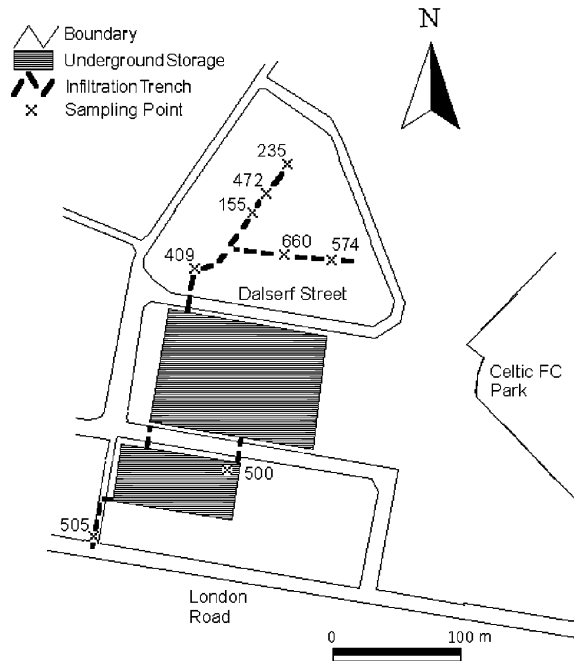 N
Boundary
Underground Storage
Infiltration Trench
Sampling Point
235
472
155
409
660
574
Dalserf Street
Celtic FC
Park
500
505
London
Road
0
100 m